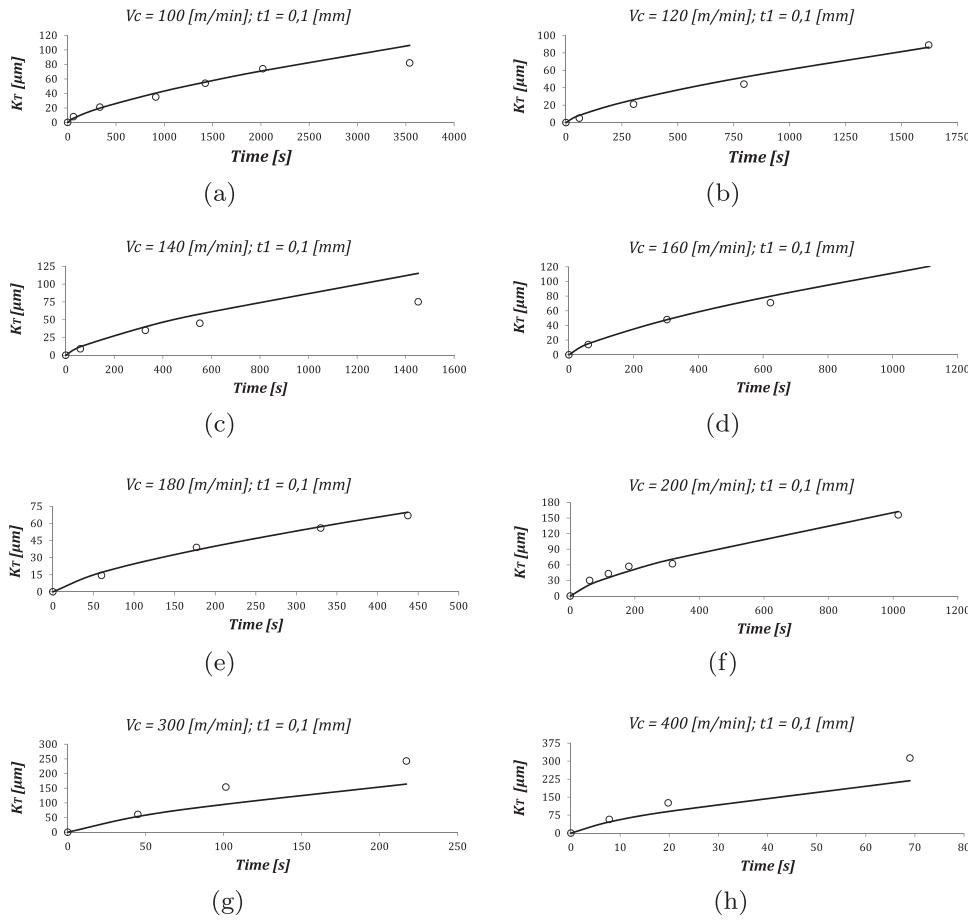 Vc = 100 [m/min]; t1 = 0,1 [mm]
120
100
80
60
40
20
0
KT [μm]
0 500 1000 1500 2000 2500 3000 3500 4000
Time [s]
(a)
Vc = 120 [m/min]; t1 = 0,1 [mm]
100
80
60
40
20
0
KT [μm]
0 250 500 750 1000 1250 1500 1750
Time [s]
(b)
Vc = 140 [m/min]; t1 = 0,1 [mm]
125
100
75
50
25
0
KT [μm]
0 200 400 600 800 1000 1200 1400 1600
Time [s]
(c)
Vc = 160 [m/min]; t1 = 0,1 [mm]
120
100
80
60
40
20
0
KT [μm]
0 200 400 600 800 1000 1200
Time [s]
(d)
Vc = 180 [m/min]; t1 = 0,1 [mm]
75
60
45
30
15
0
KT [μm]
0 50 100 150 200 250 300 350 400 450 500
Time [s]
(e)
Vc = 200 [m/min]; t1 = 0,1 [mm]
180
150
120
90
60
30
0
KT [μm]
0 200 400 600 800 1000 1200
Time [s]
(f)
Vc = 300 [m/min]; t1 = 0,1 [mm]
300
250
200
150
100
50
0
KT [μm]
0 50 100 150 200 250
Time [s]
(g)
Vc = 400 [m/min]; t1 = 0,1 [mm]
375
300
225
150
75
0
KT [μm]
0 10 20 30 40 50 60 70 80
Time [s]
(h)